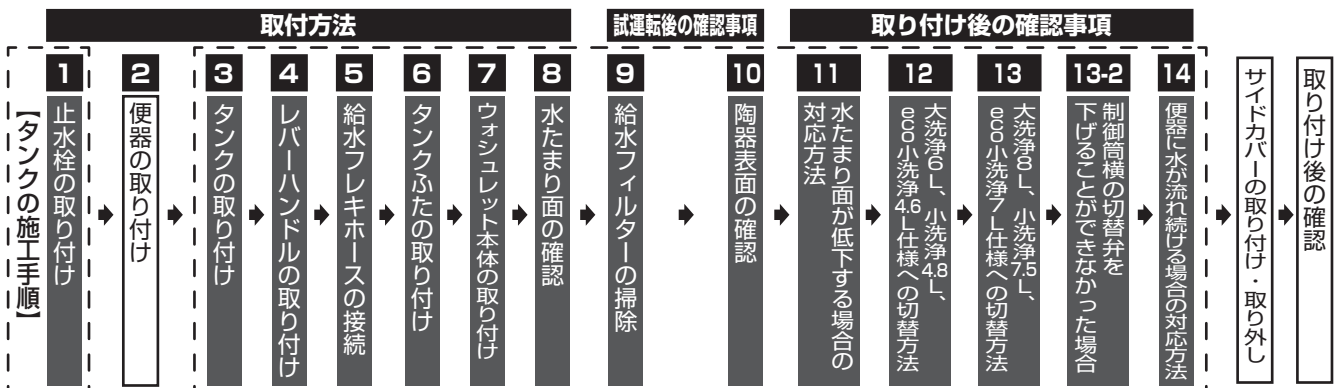 取付方法
試運転後の確認事項
取り付け後の確認事項
【タンクの施工手順】
1
止水栓の取り付け
2
便器の取り付け
3
タンクの取り付け
4
レバーハンドルの取り付け
5
給水フレキホースの接続
6
タンクふたの取り付け
7
ウォシュレット本体の取り付け
8
水たまり面の確認
9
給水フィルターの掃除
10
陶器表面の確認
11
水たまり面が低下する場合の
対応方法
12
大洗浄6L、小洗浄4.8L、
eco小洗浄4.6L仕様への切替方法
13
大洗浄8L、小洗浄7.5L、
eco小洗浄7L仕様への切替方法
13-2
制御筒横の切替弁を
下げることができなかった場合
14
便器に水が流れ続ける場合の対応方法
サイドカバーの取り付け・取り外し
取り付け後の確認